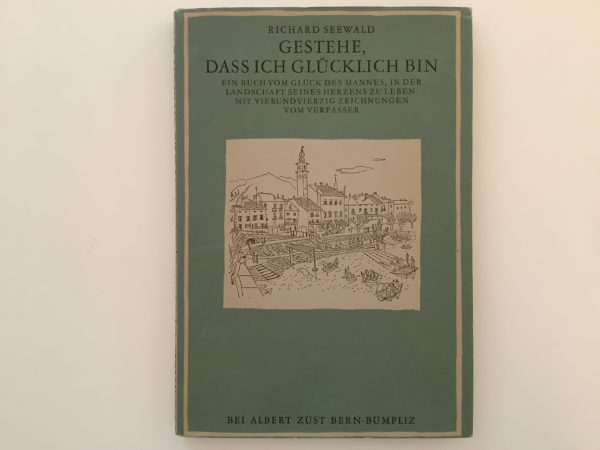 RICHARD SEEWALD
GESTEHE,
DASS ICH GLÜCKLICH BIN
EIN BUCH VOM GLÜCK DES MANNES, IN DER
LANDSCHAFT SEINES HERZENS ZU LEBEN.
MIT VIERUNDVIERZIG ZEICHNUNGEN
VOM VERFASSER
BEI ALBERT ZÜST BERN-BÜMPLIZ